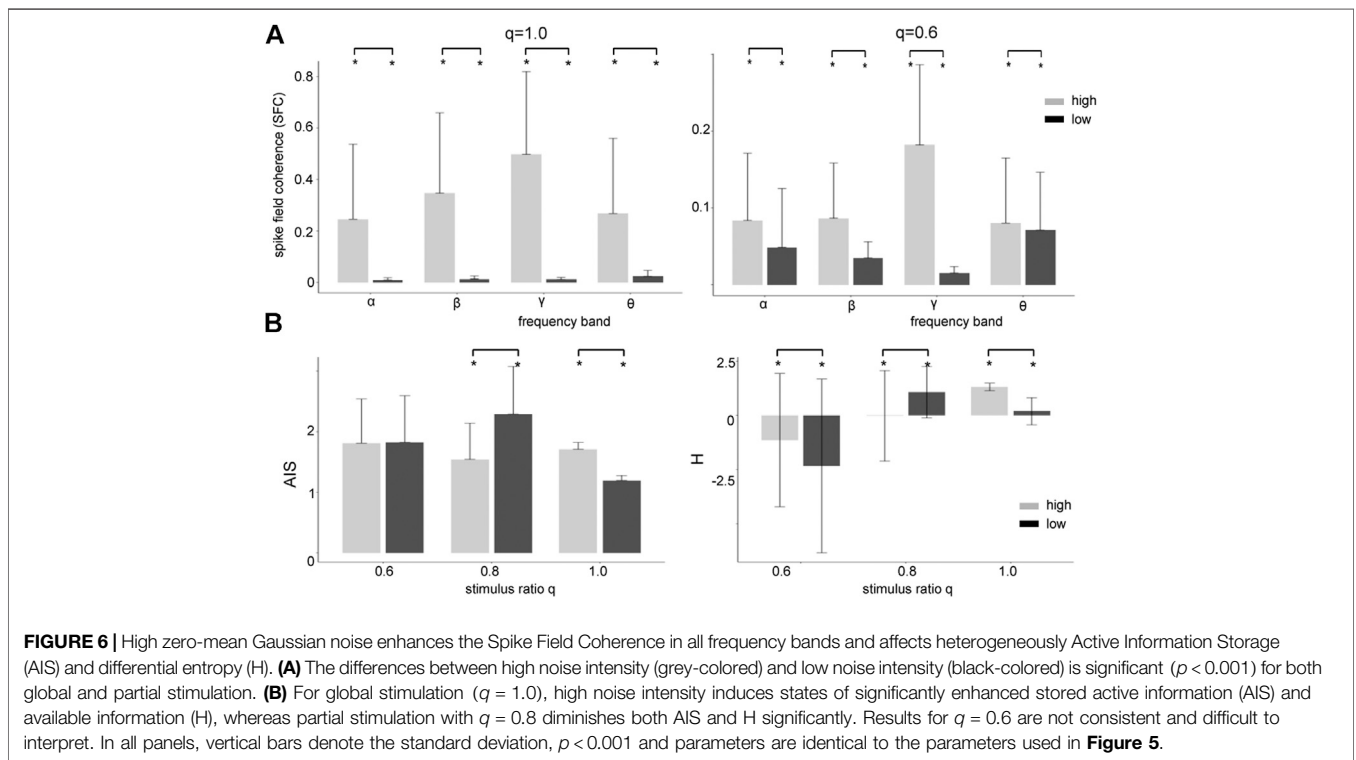 A
q=1.0
q=0.6
* * * * * * * *
* * * * * * * *
spike field coherence (SFC)
0.8
0.6
0.4
0.2
0
0.2
0.1
high
low
α β γ θ
α β γ θ
frequency band
frequency band
B
* * * *
* * * * * *
AIS
2
1
0
H
2.5
0
-2.5
high
low
0.6 0.8 1.0
0.6 0.8 1.0
stimulus ratio q
stimulus ratio q
FIGURE 6 | High zero-mean Gaussian noise enhances the Spike Field Coherence in all frequency bands and affects heterogeneously Active Information Storage
(AIS) and differential entropy (H). (A) The differences between high noise intensity (grey-colored) and low noise intensity (black-colored) is significant (p < 0.001) for both
global and partial stimulation. (B) For global stimulation (q = 1.0), high noise intensity induces states of significantly enhanced stored active information (AIS) and
available information (H), whereas partial stimulation with q = 0.8 diminishes both AIS and H significantly. Results for q = 0.6 are not consistent and difficult to
interpret. In all panels, vertical bars denote the standard deviation, p < 0.001 and parameters are identical to the parameters used in Figure 5.